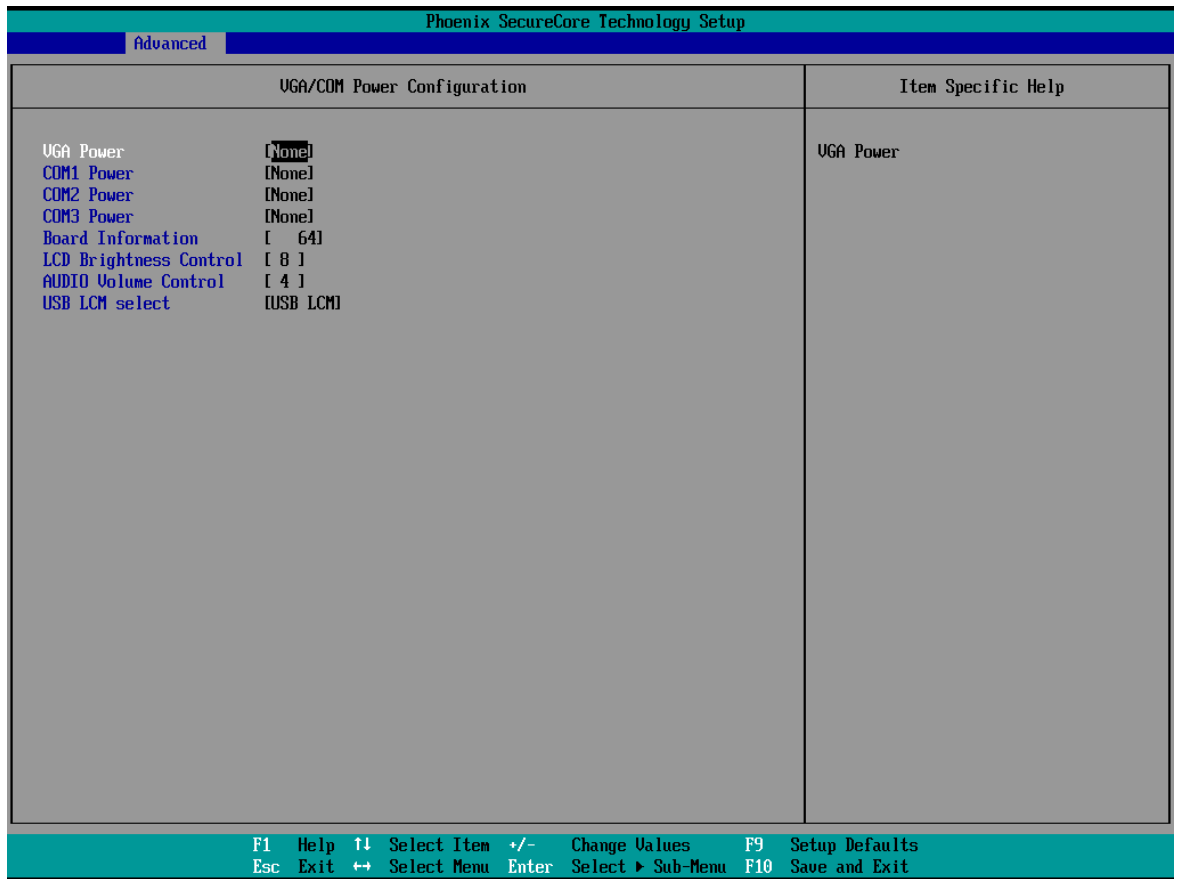 Phoenix SecureCore Technology Setup
Advanced
VGA/COM Power Configuration
Item Specific Help
VGA Power [None]
VGA Power
COM1 Power [None]
COM2 Power [None]
COM3 Power [None]
Board Information [ 64]
LCD Brightness Control [ 8 ]
AUDIO Volume Control [ 4 ]
USB LCM select [USB LCM]
F1 Help ↑↓ Select Item +/- Change Values F9 Setup Defaults
Esc Exit ↔ Select Menu Enter Select ▶ Sub-Menu F10 Save and Exit